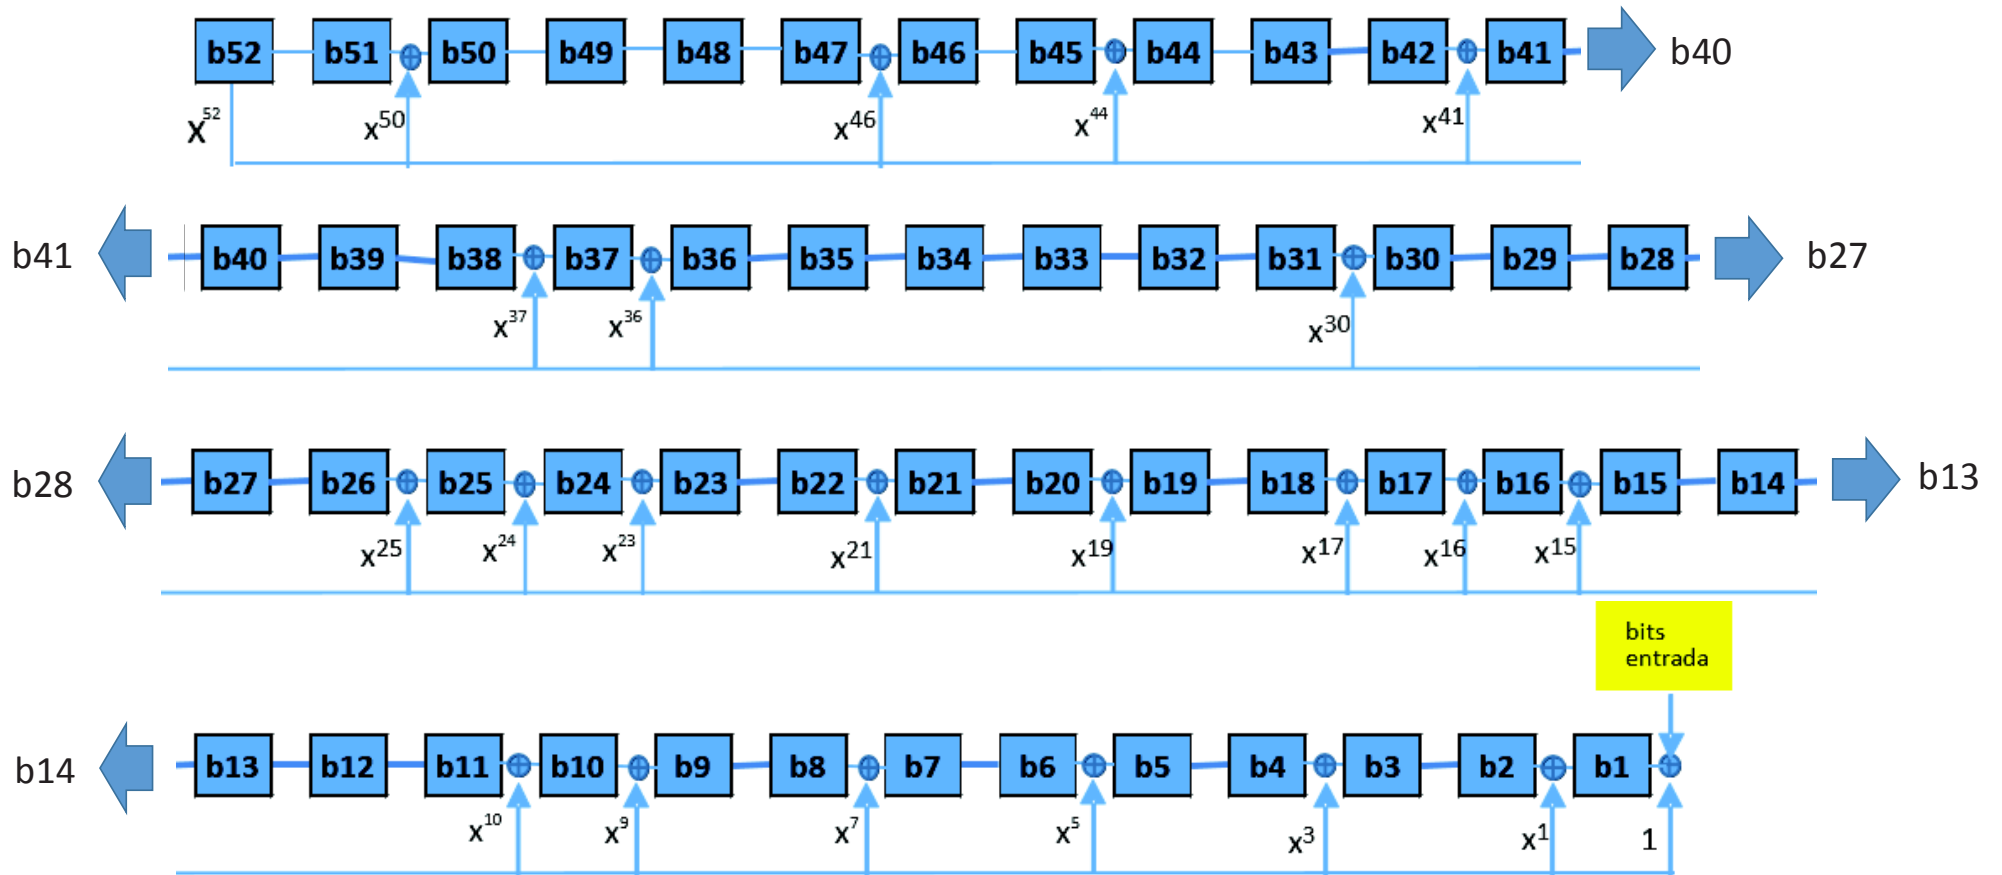 b52 b51 b50 b49 b48 b47 b46 b45 b44 b43 b42 b41 b40
x⁵² x⁵⁰ x⁴⁶ x⁴⁴ x⁴¹
b41 b40 b39 b38 b37 b36 b35 b34 b33 b32 b31 b30 b29 b28 b27
x³⁷ x³⁶ x³⁰
b28 b27 b26 b25 b24 b23 b22 b21 b20 b19 b18 b17 b16 b15 b14 b13
x²⁵ x²⁴ x²³ x²¹ x¹⁹ x¹⁷ x¹⁶ x¹⁵
bits
entrada
b14 b13 b12 b11 b10 b9 b8 b7 b6 b5 b4 b3 b2 b1
x¹⁰ x⁹ x⁷ x⁵ x³ x¹ 1